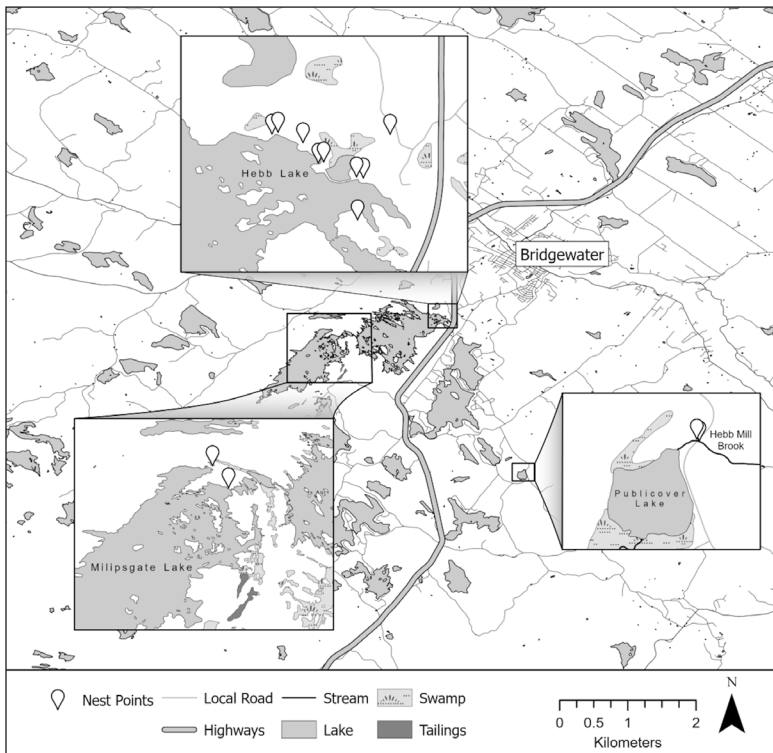 Hebb Lake
Bridgewater
Hebb Mill
Brook
Publicover
Lake
Milipsgate Lake
Nest Points
Local Road
Stream
Swamp
Highways
Lake
Tailings
N
0 0.5 1 2
Kilometers